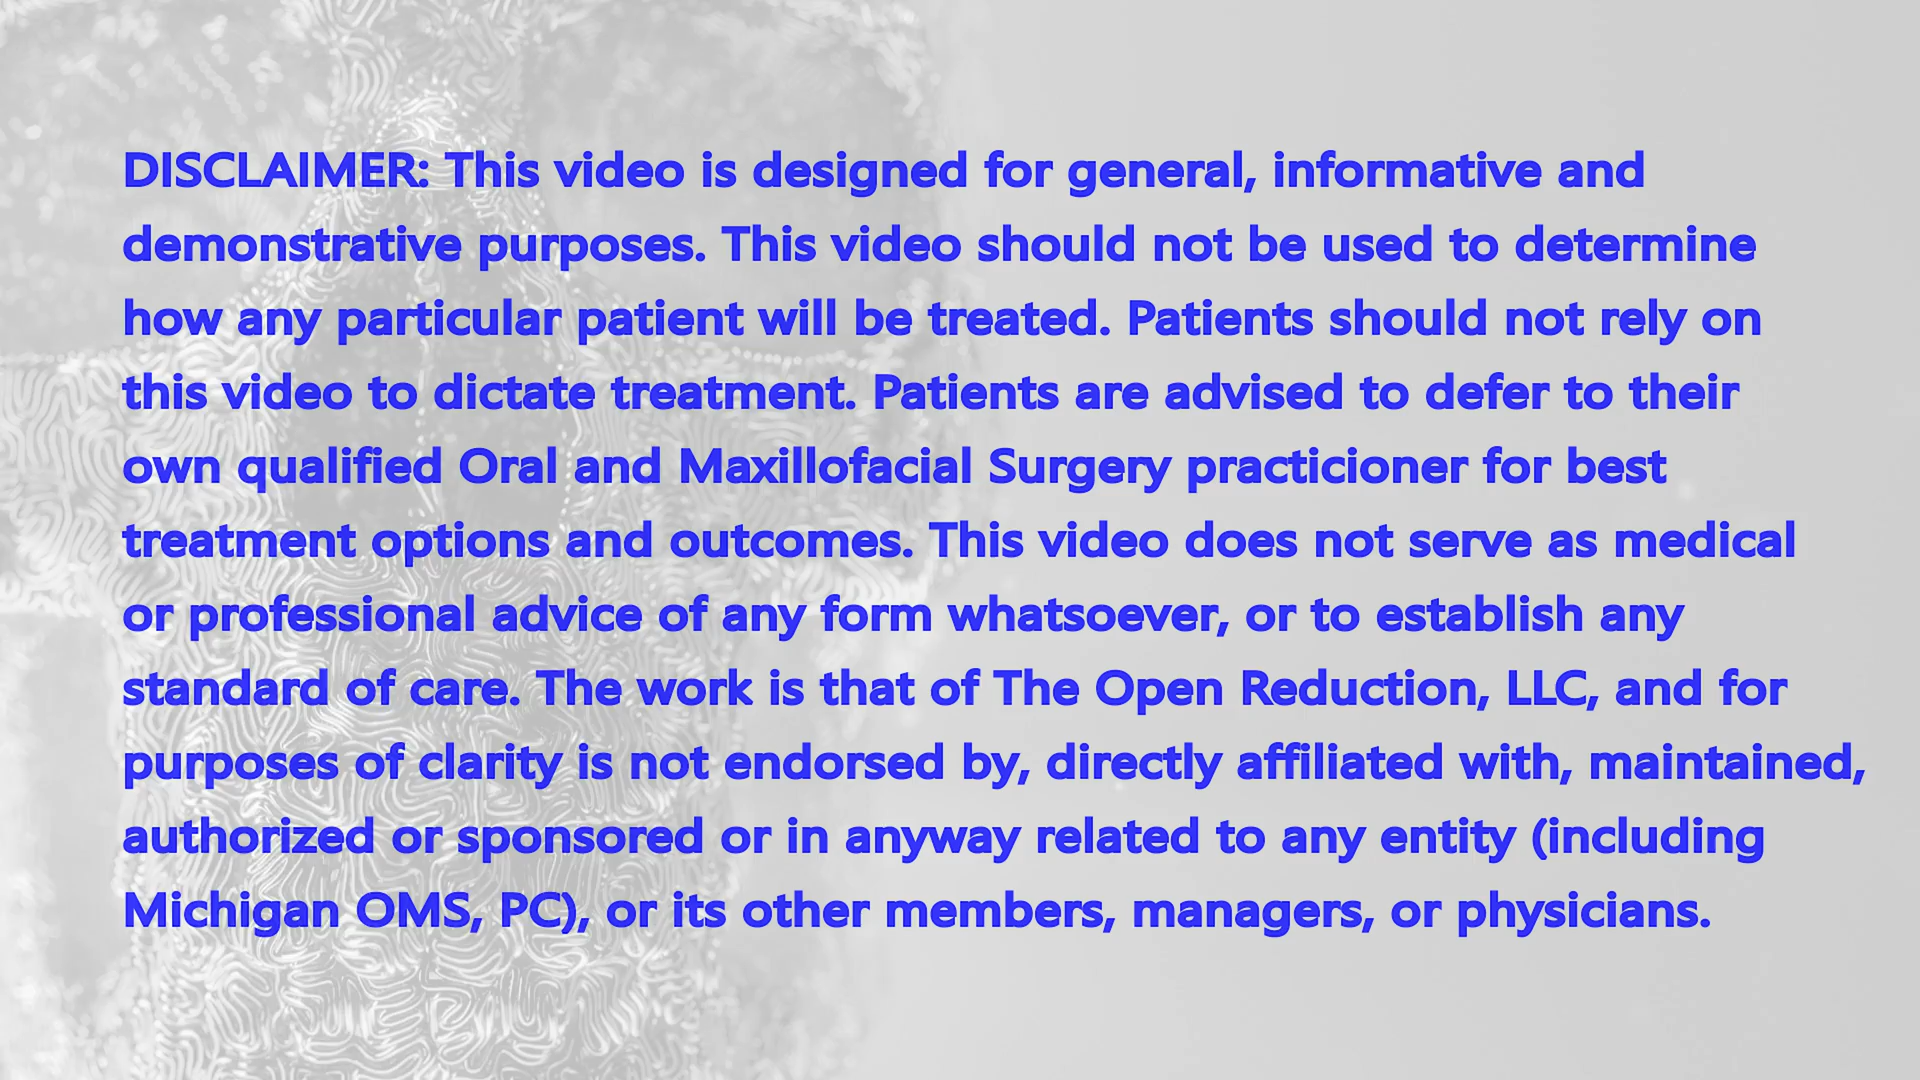 DISCLAIMER: This video is designed for general, informative and
demonstrative purposes. This video should not be used to determine
how any particular patient will be treated. Patients should not rely on
this video to dictate treatment. Patients are advised to defer to their
own qualified Oral and Maxillofacial Surgery practicioner for best
treatment options and outcomes. This video does not serve as medical
or professional advice of any form whatsoever, or to establish any
standard of care. The work is that of The Open Reduction, LLC, and for
purposes of clarity is not endorsed by, directly affiliated with, maintained,
authorized or sponsored or in anyway related to any entity (including
Michigan OMS, PC), or its other members, managers, or physicians.